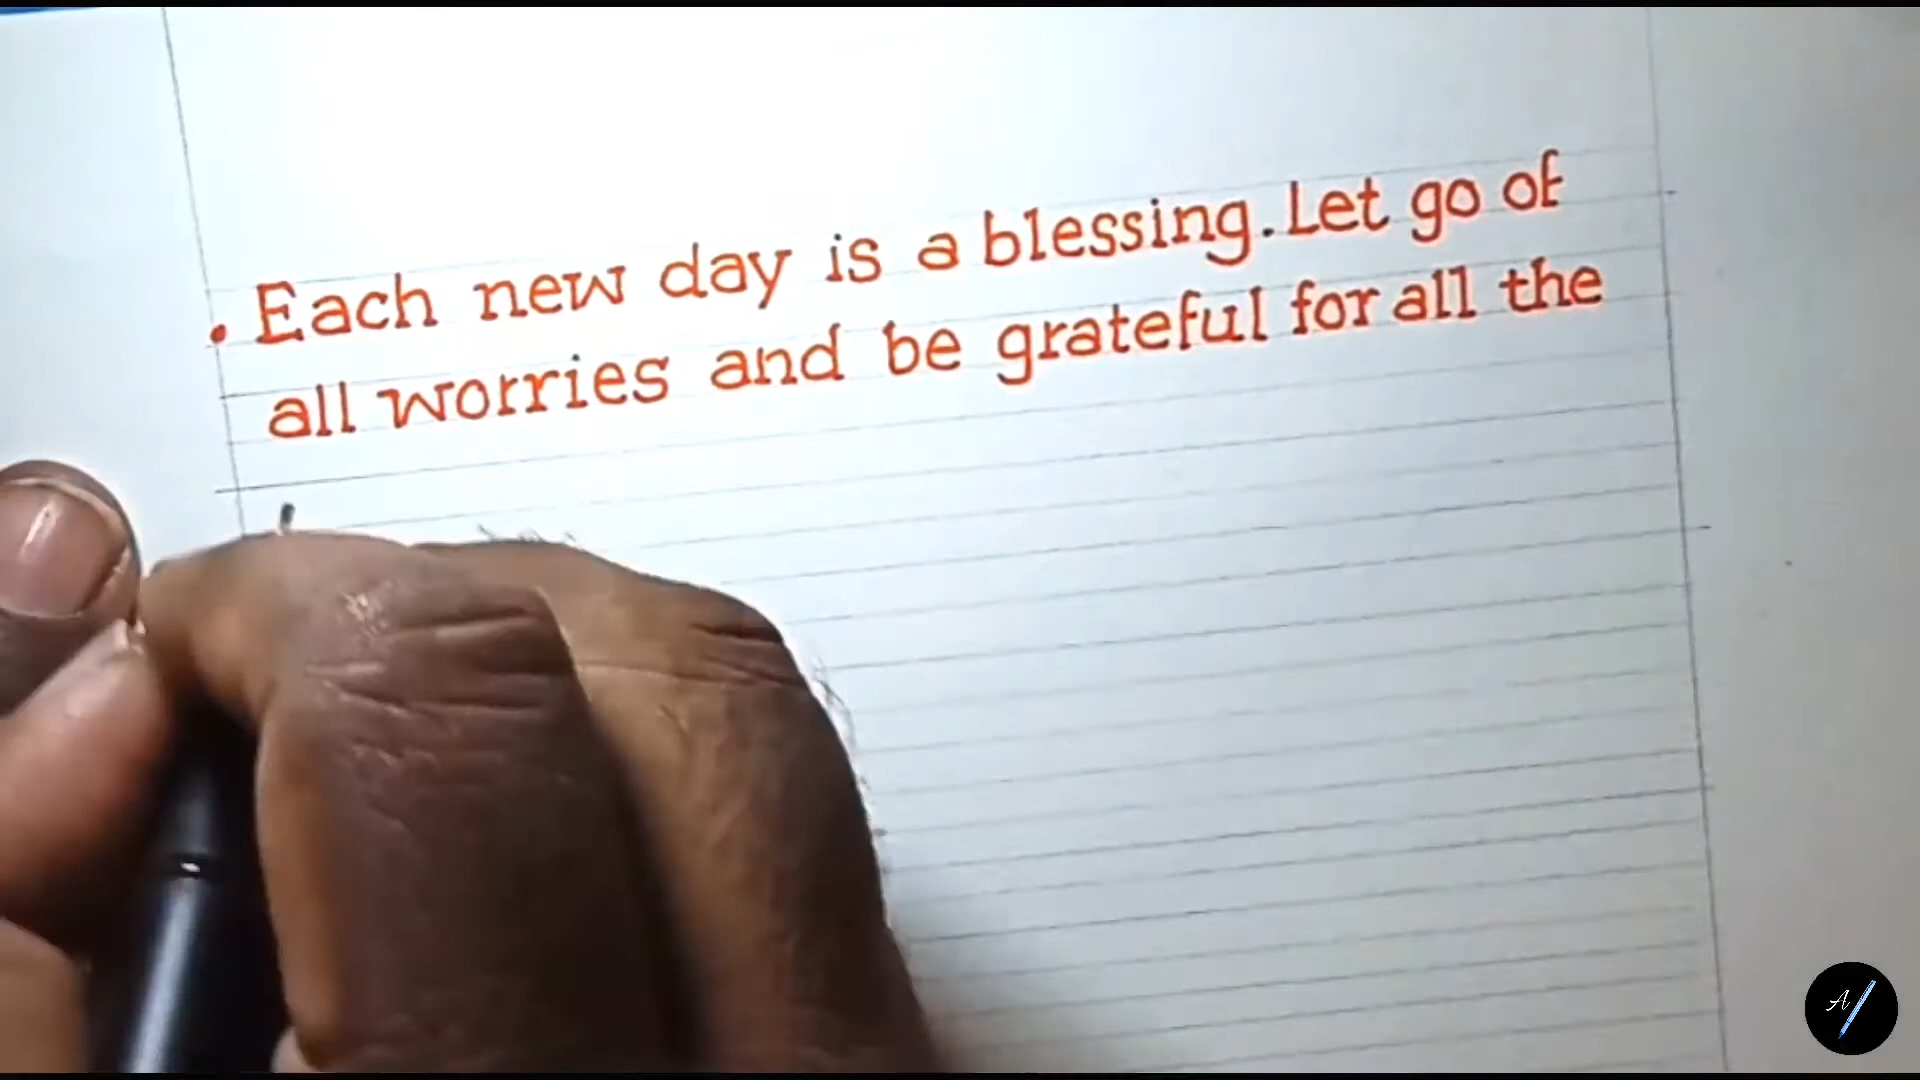 • Each new day is a blessing. Let go of
all worries and be grateful for all the
A